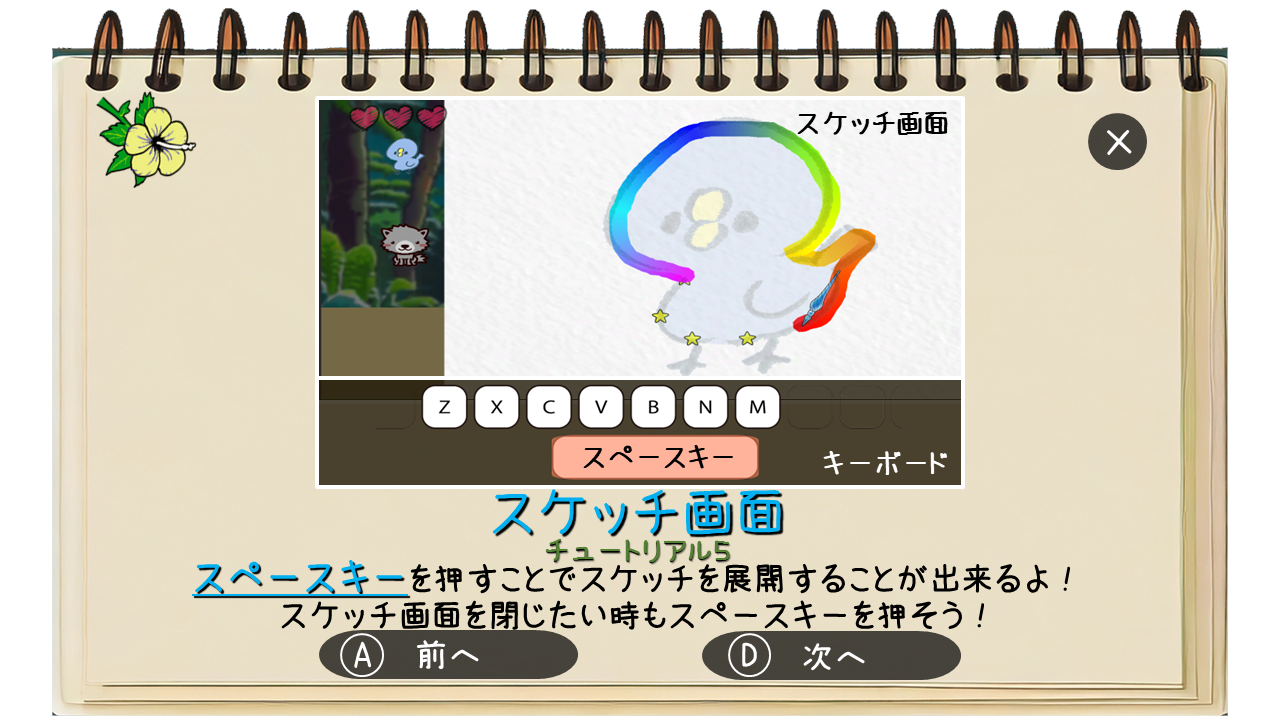 スケッチ画面
Z X C V B N M
スペースキー
キーボード
スケッチ画面
チュートリアル5
スペースキーを押すことでスケッチを展開することが出来るよ！
スケッチ画面を閉じたい時もスペースキーを押そう！
A 前へ
D 次へ